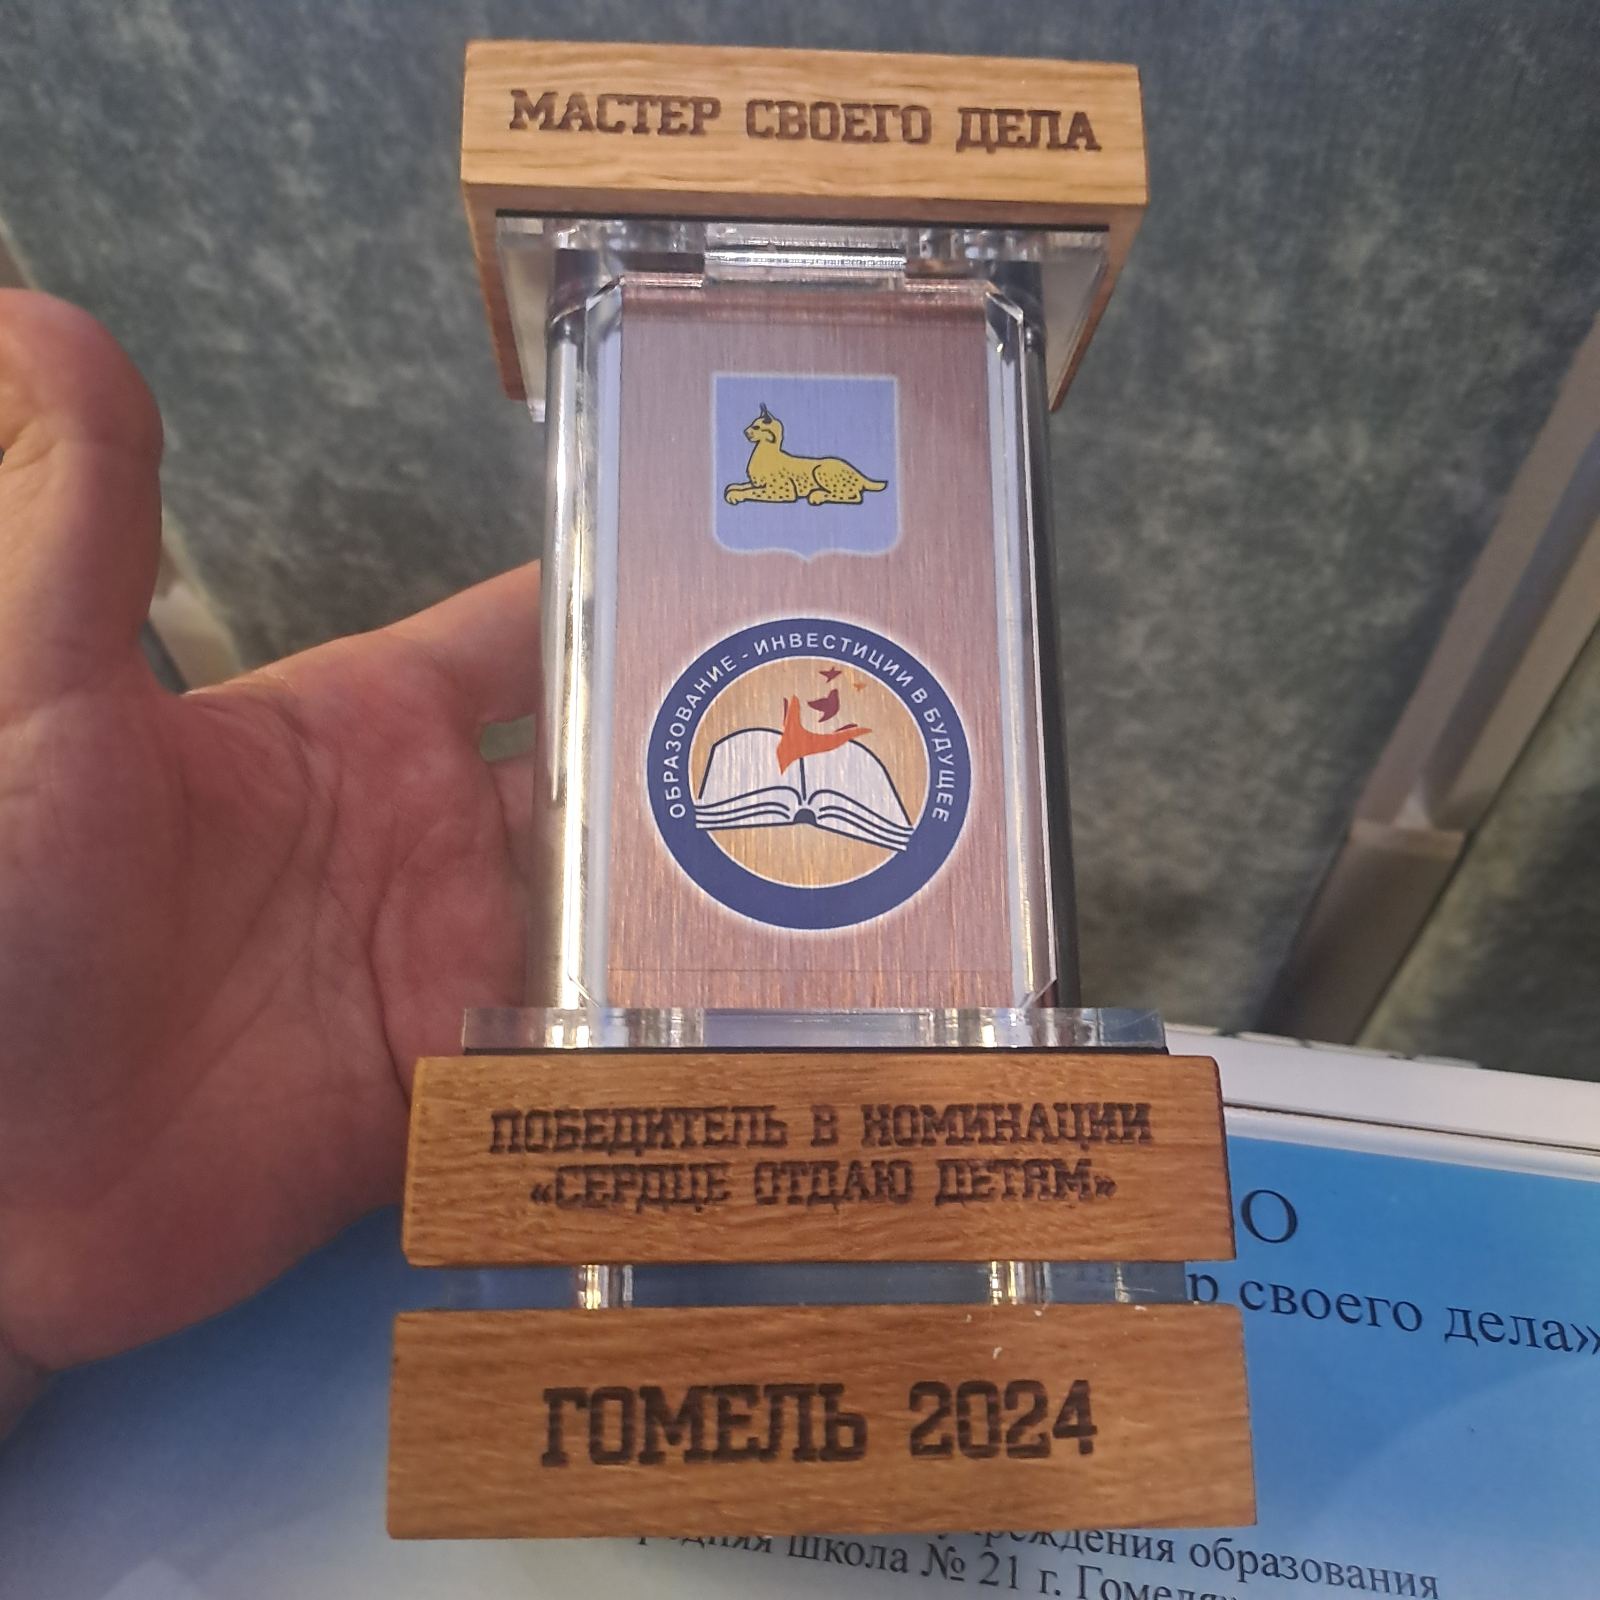 МАСТЕР СВОЕГО ДЕЛА
ОБРАЗОВАНИЕ - ИНВЕСТИЦИИ В БУДУЩЕЕ
ПОБЕДИТЕЛЬ В НОМИНАЦИИ
«СЕРДЦЕ ОТДАЮ ДЕТЯМ»
ГОМЕЛЬ 2024
О
р своего дела»
учреждения образования
школа № 21 г. Гомеля»